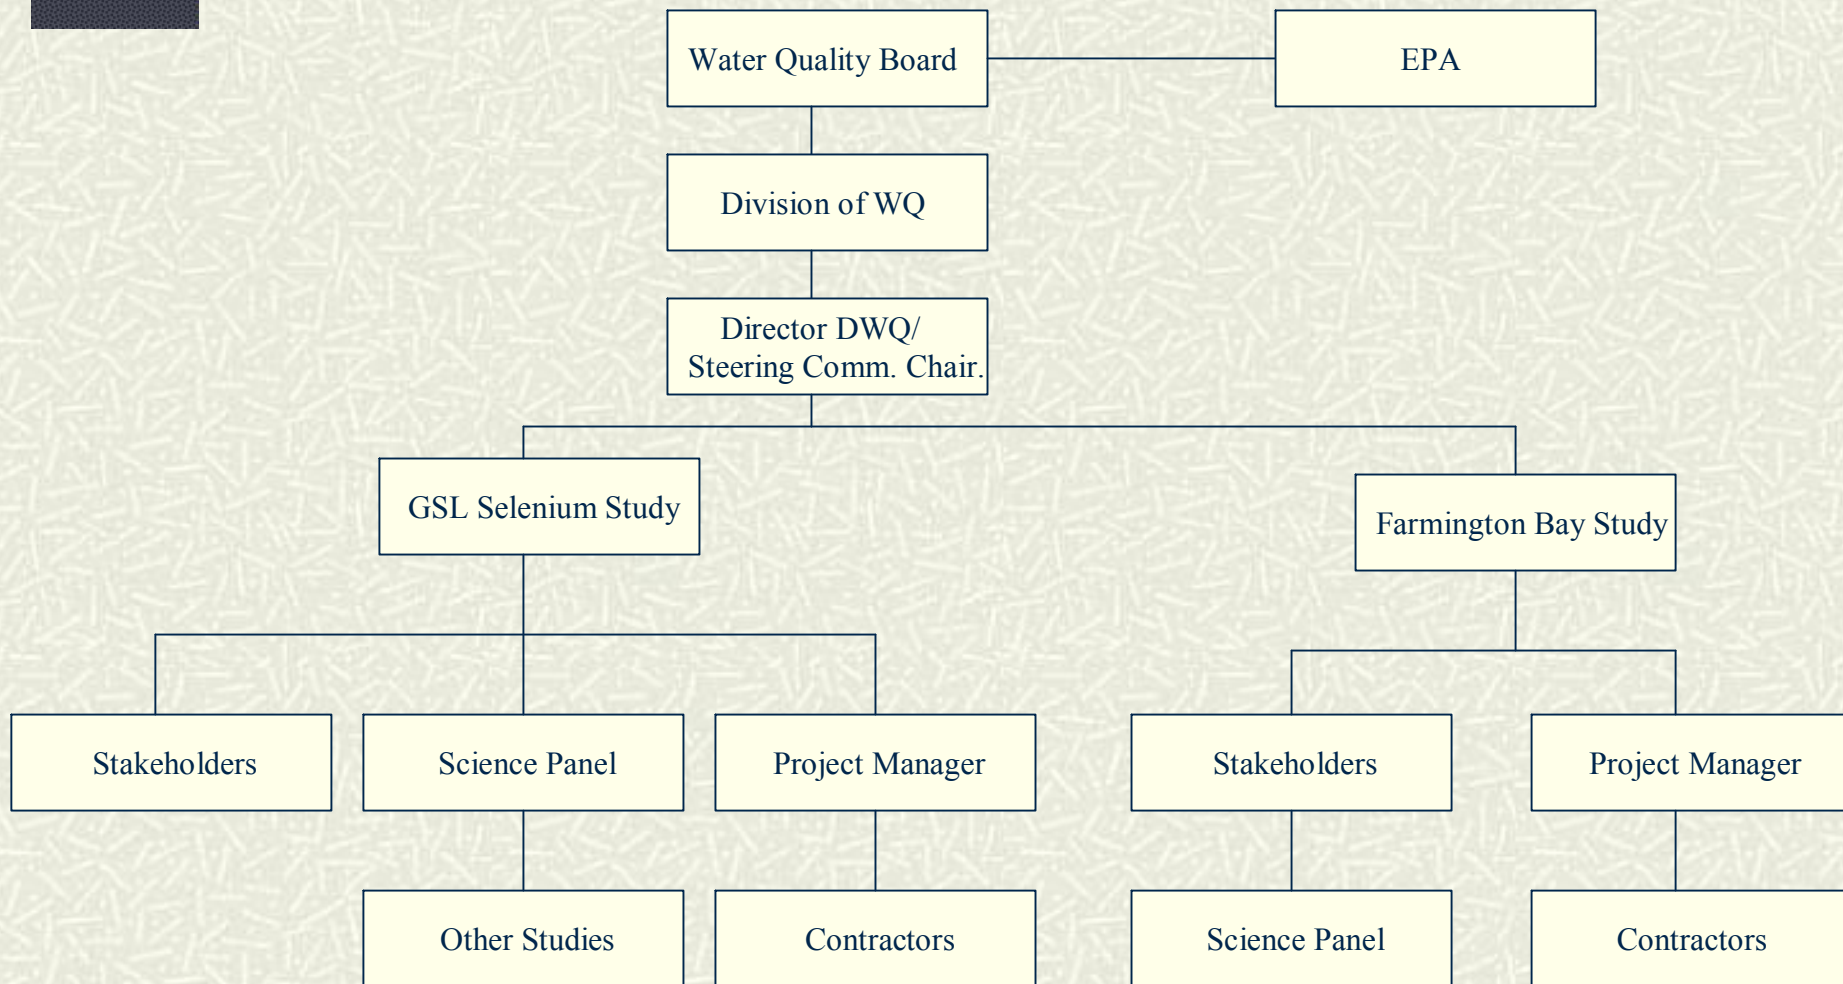 Water Quality Board
EPA
Division of WQ
Director DWQ/
Steering Comm. Chair.
GSL Selenium Study
Farmington Bay Study
Stakeholders
Science Panel
Project Manager
Stakeholders
Project Manager
Other Studies
Contractors
Science Panel
Contractors